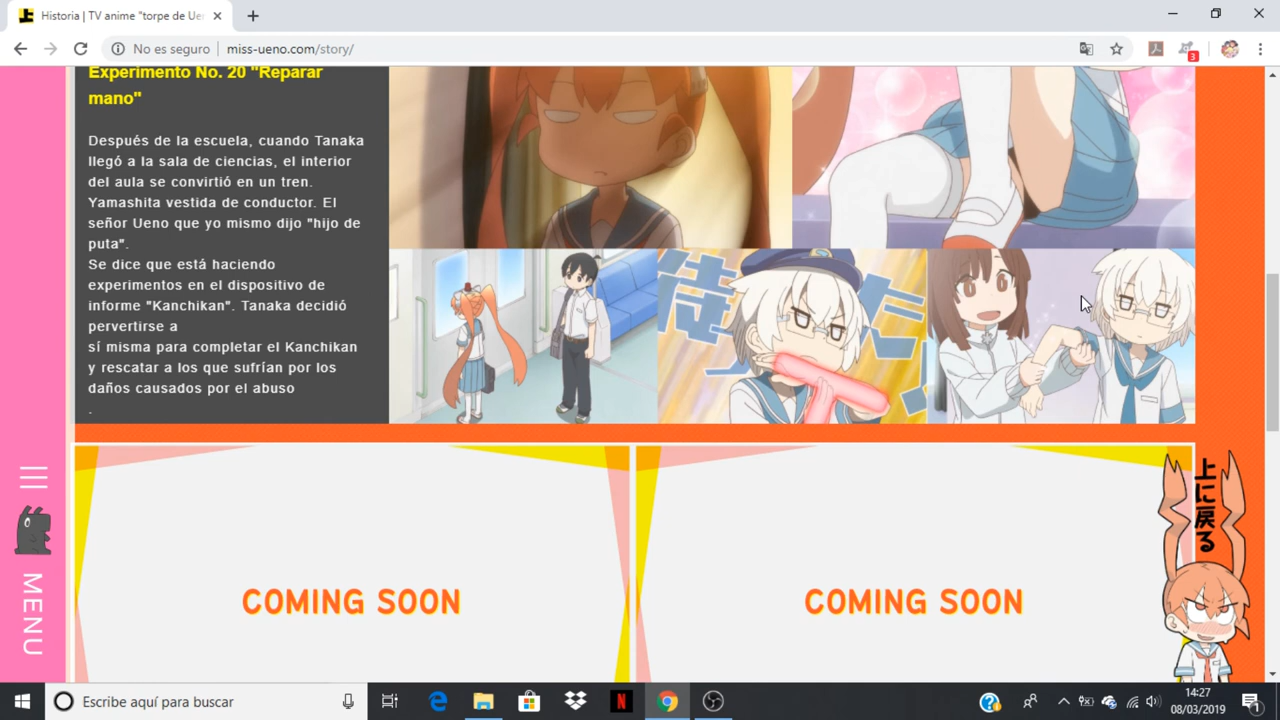 Historia | TV anime "torpe de Uen
No es seguro
miss-ueno.com/story/
3
Experimento No. 20 "Reparar
mano"
Después de la escuela, cuando Tanaka
llegó a la sala de ciencias, el interior
del aula se convirtió en un tren.
Yamashita vestida de conductor. El
señor Ueno que yo mismo dijo "hijo de
puta".
Se dice que está haciendo
experimentos en el dispositivo de
informe "Kanchikan". Tanaka decidió
pervertirse a
sí misma para completar el Kanchikan
y rescatar a los que sufrían por los
daños causados por el abuso
.
MENU
COMING SOON
COMING SOON
上に戻る
Escribe aquí para buscar
14:27
08/03/2019
1